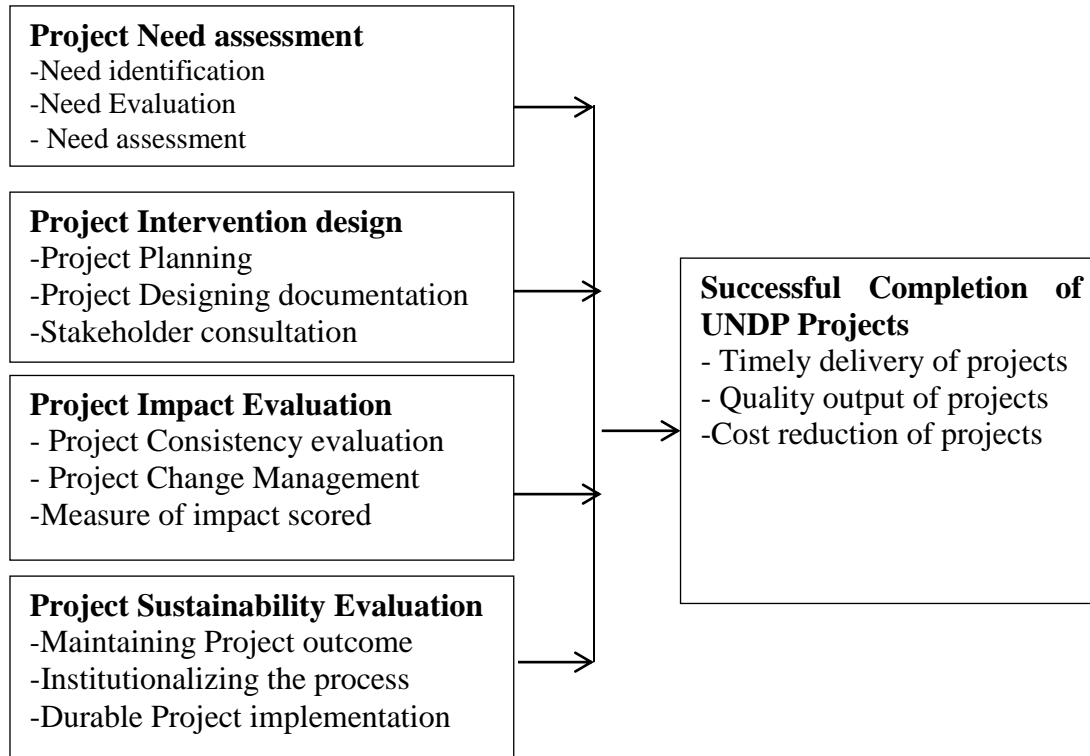 Project Need assessment
-Need identification
-Need Evaluation
- Need assessment
Project Intervention design
-Project Planning
-Project Designing documentation
-Stakeholder consultation
Project Impact Evaluation
- Project Consistency evaluation
- Project Change Management
-Measure of impact scored
Project Sustainability Evaluation
-Maintaining Project outcome
-Institutionalizing the process
-Durable Project implementation
Successful Completion of
UNDP Projects
- Timely delivery of projects
- Quality output of projects
-Cost reduction of projects